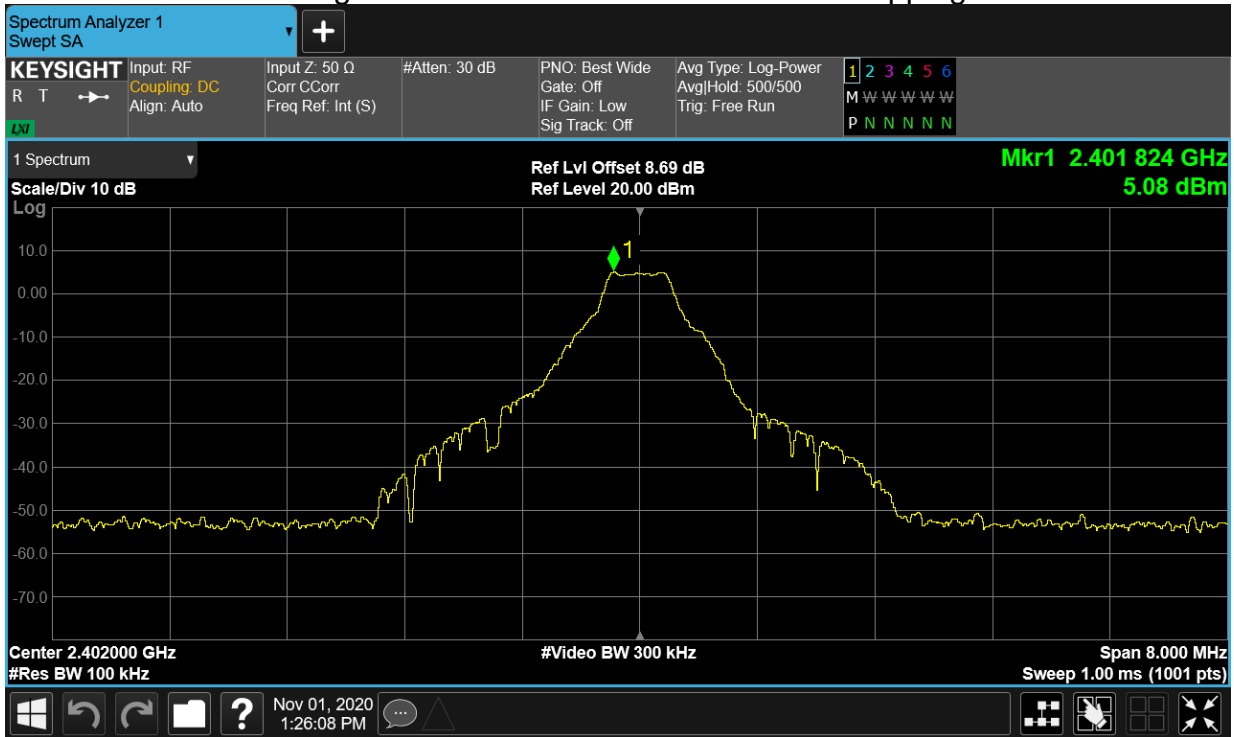 Spectrum Analyzer 1
Swept SA
+
KEYSIGHT Input: RF Input Z: 50 Ω #Atten: 30 dB PNO: Best Wide Avg Type: Log-Power 1 2 3 4 5 6
R T Coupling: DC Corr CCorr Gate: Off Avg|Hold: 500/500 M W W W W W
Align: Auto Freq Ref: Int (S) IF Gain: Low Trig: Free Run
LXI Sig Track: Off P N N N N N
1 Spectrum
Ref Lvl Offset 8.69 dB Mkr1 2.401 824 GHz
Scale/Div 10 dB Ref Level 20.00 dBm 5.08 dBm
Log
1
10.0
0.00
-10.0
-20.0
-30.0
-40.0
-50.0
-60.0
-70.0
Center 2.402000 GHz #Video BW 300 kHz Span 8.000 MHz
#Res BW 100 kHz Sweep 1.00 ms (1001 pts)
? Nov 01, 2020
1:26:08 PM